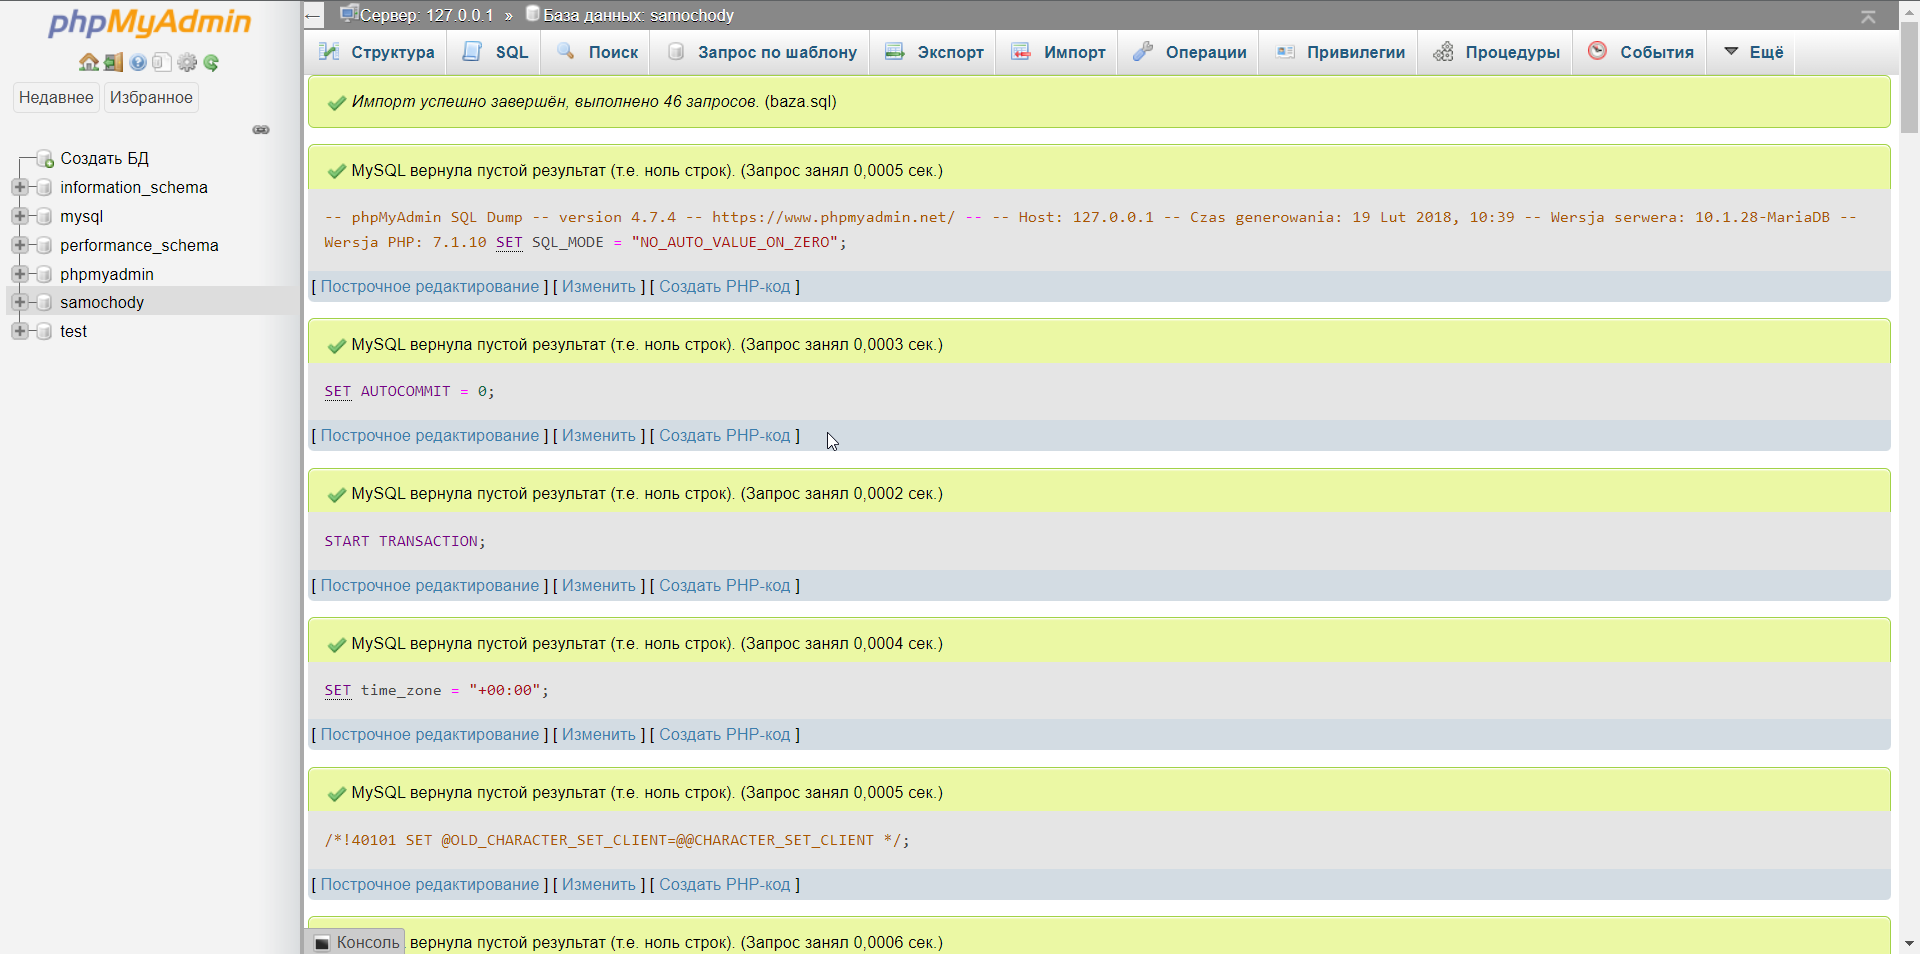 phpMyAdmin
Недавнее Избранное
Создать БД
information_schema
mysql
performance_schema
phpmyadmin
samochody
test
Сервер: 127.0.0.1 » База данных: samochody
Структура SQL Поиск Запрос по шаблону Экспорт Импорт Операции Привилегии Процедуры События Ещё
Импорт успешно завершён, выполнено 46 запросов. (baza.sql)
MySQL вернула пустой результат (т.е. ноль строк). (Запрос занял 0,0005 сек.)
-- phpMyAdmin SQL Dump -- version 4.7.4 -- https://www.phpmyadmin.net/ -- -- Host: 127.0.0.1 -- Czas generowania: 19 Lut 2018, 10:39 -- Wersja serwera: 10.1.28-MariaDB --
Wersja PHP: 7.1.10 SET SQL_MODE = "NO_AUTO_VALUE_ON_ZERO";
[ Построчное редактирование ] [ Изменить ] [ Создать PHP-код ]
MySQL вернула пустой результат (т.е. ноль строк). (Запрос занял 0,0003 сек.)
SET AUTOCOMMIT = 0;
[ Построчное редактирование ] [ Изменить ] [ Создать PHP-код ]
MySQL вернула пустой результат (т.е. ноль строк). (Запрос занял 0,0002 сек.)
START TRANSACTION;
[ Построчное редактирование ] [ Изменить ] [ Создать PHP-код ]
MySQL вернула пустой результат (т.е. ноль строк). (Запрос занял 0,0004 сек.)
SET time_zone = "+00:00";
[ Построчное редактирование ] [ Изменить ] [ Создать PHP-код ]
MySQL вернула пустой результат (т.е. ноль строк). (Запрос занял 0,0005 сек.)
/*!40101 SET @OLD_CHARACTER_SET_CLIENT=@@CHARACTER_SET_CLIENT */;
[ Построчное редактирование ] [ Изменить ] [ Создать PHP-код ]
Консоль вернула пустой результат (т.е. ноль строк). (Запрос занял 0,0006 сек.)